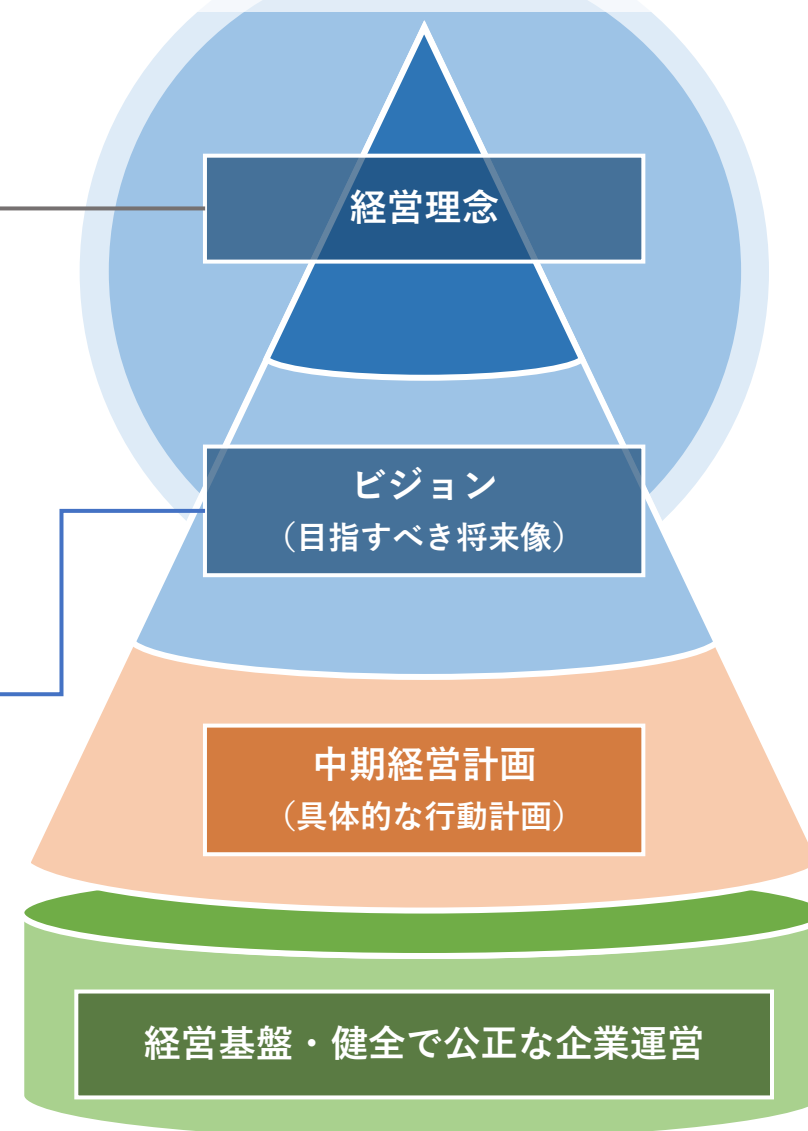 経営理念
ビジョン
（目指すべき将来像）
中期経営計画
（具体的な行動計画）
経営基盤・健全で公正な企業運営